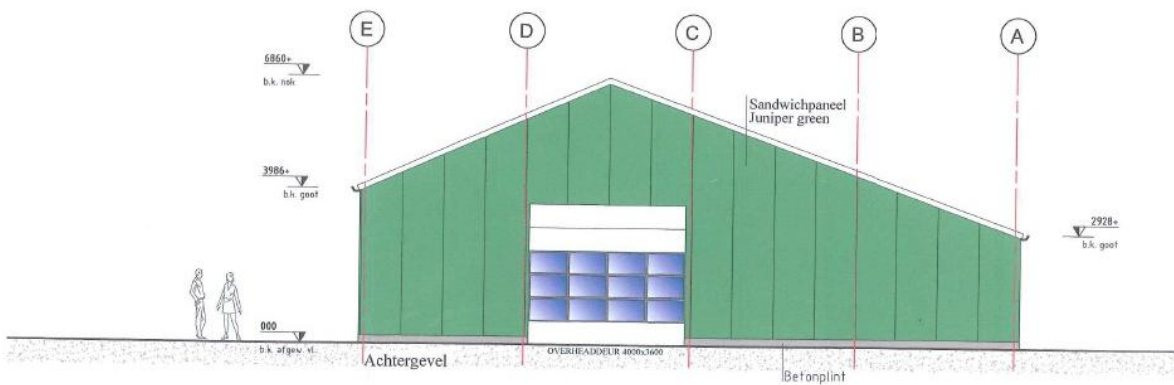 E
D
C
B
A
6860+
b.k. nok
Sandwichpaneel
Juniper green
3986+
b.k. goot
2928+
b.k. goot
000
b.k. afgew. vl.
Achtergevel
OVERHEADDEUR 4000x3600
Betonplint